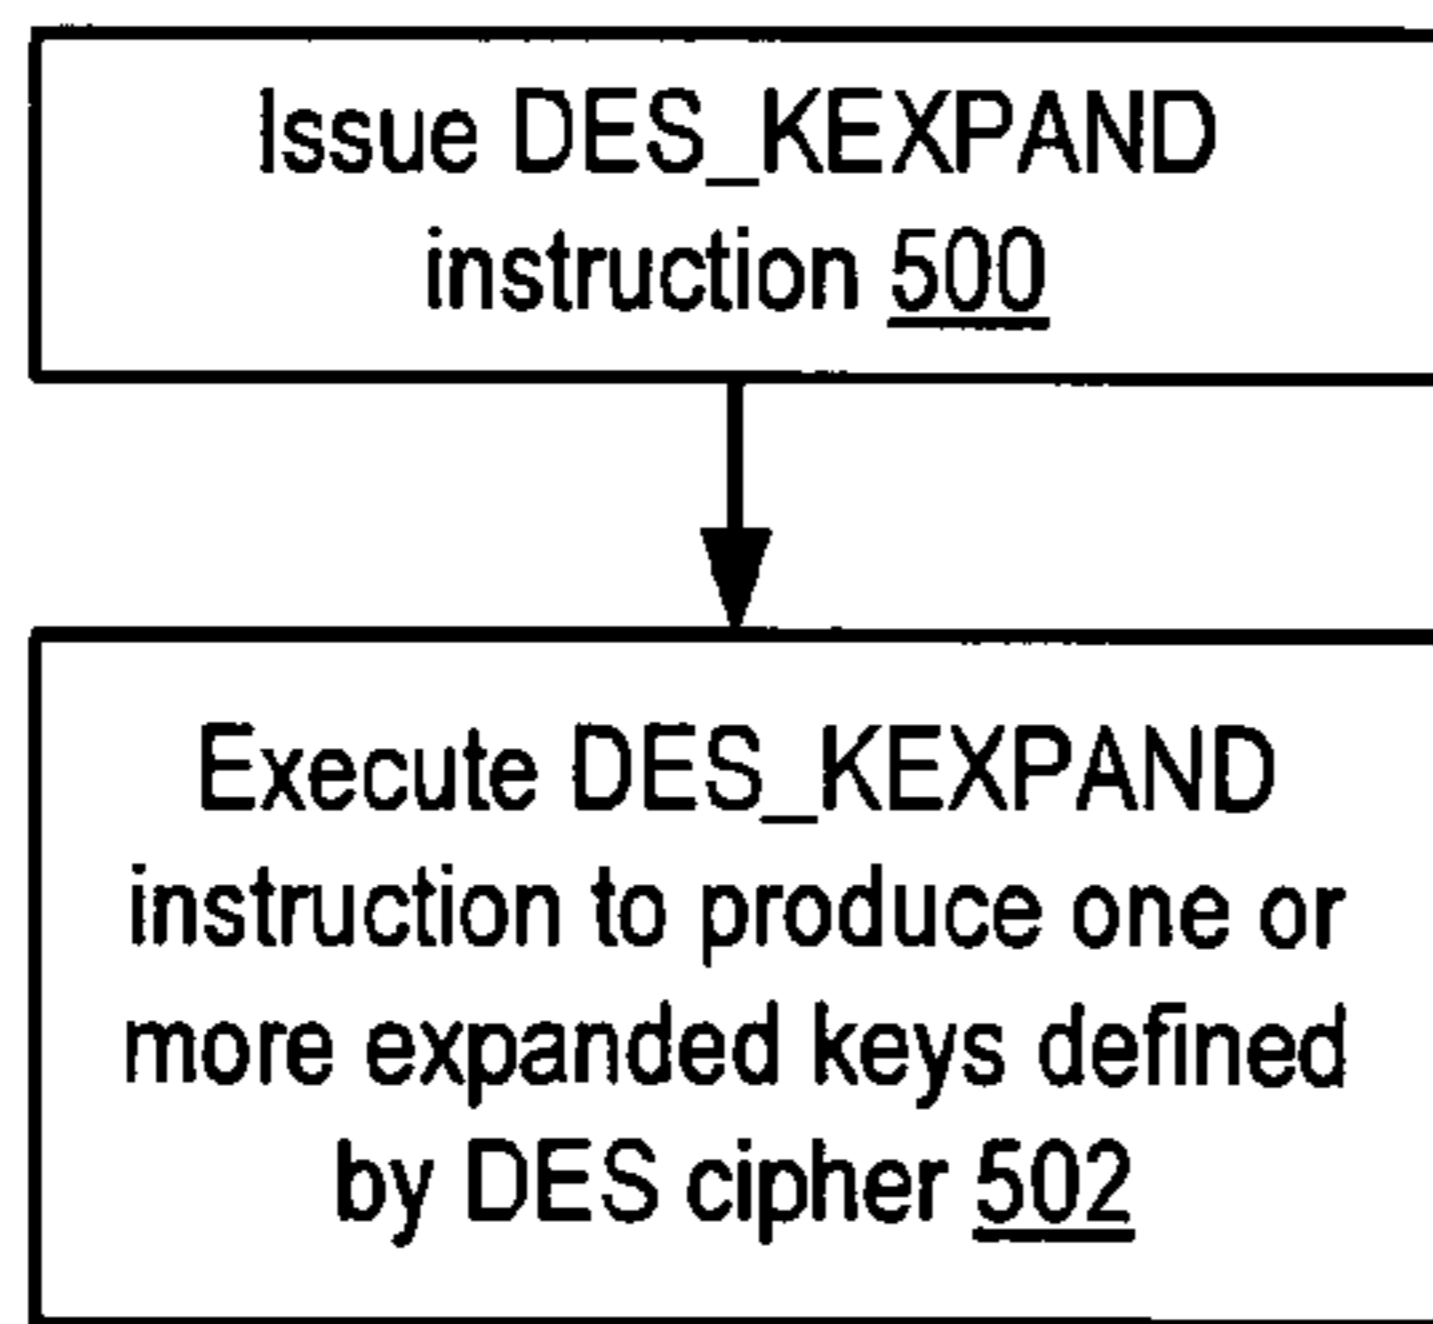 Issue DES_KEXPAND
instruction 500
Execute DES_KEXPAND
instruction to produce one or
more expanded keys defined
by DES cipher 502